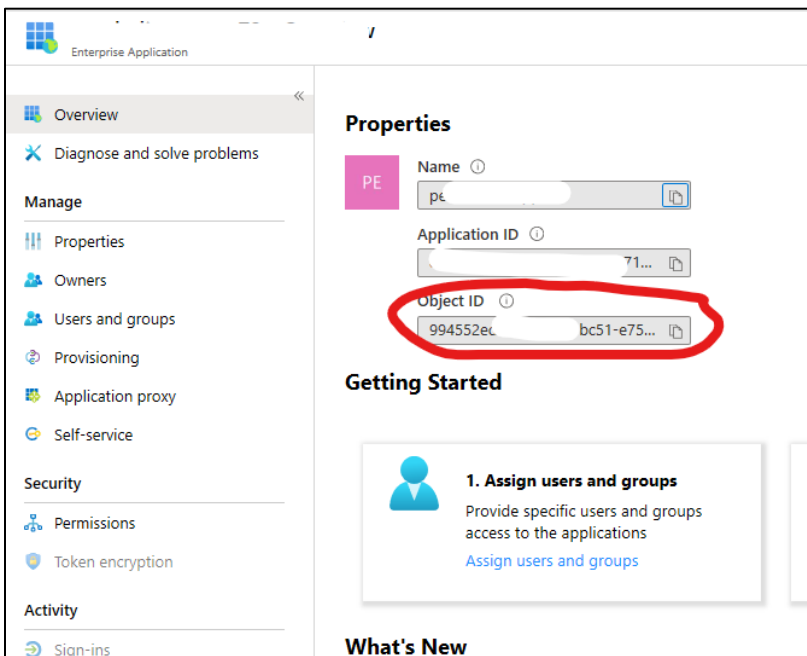 Enterprise Application
Overview
Diagnose and solve problems
Manage
Properties
Owners
Users and groups
Provisioning
Application proxy
Self-service
Security
Permissions
Token encryption
Activity
Sign-ins
Properties
PE
Name
pe
Application ID
71...
Object ID
994552ec bc51-e75...
Getting Started
1. Assign users and groups
Provide specific users and groups
access to the applications
Assign users and groups
What's New